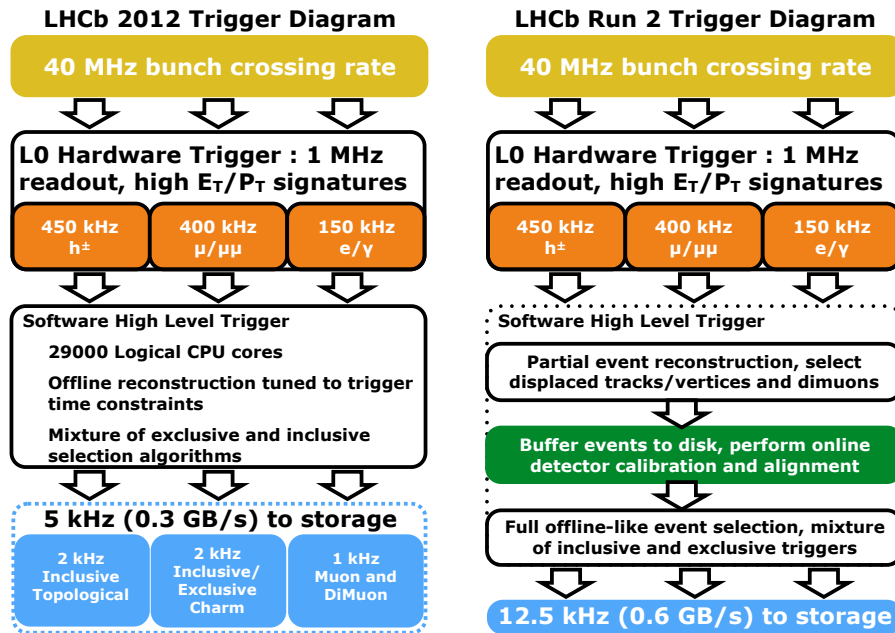 LHCb 2012 Trigger Diagram
40 MHz bunch crossing rate
L0 Hardware Trigger : 1 MHz
readout, high E_T/P_T signatures
450 kHz
h±
400 kHz
µ/µµ
150 kHz
e/γ
Software High Level Trigger
29000 Logical CPU cores
Offline reconstruction tuned to trigger
time constraints
Mixture of exclusive and inclusive
selection algorithms
5 kHz (0.3 GB/s) to storage
2 kHz
Inclusive
Topological
2 kHz
Inclusive/
Exclusive
Charm
1 kHz
Muon and
DiMuon
LHCb Run 2 Trigger Diagram
40 MHz bunch crossing rate
L0 Hardware Trigger : 1 MHz
readout, high E_T/P_T signatures
450 kHz
h±
400 kHz
µ/µµ
150 kHz
e/γ
Software High Level Trigger
Partial event reconstruction, select
displaced tracks/vertices and dimuons
Buffer events to disk, perform online
detector calibration and alignment
Full offline-like event selection, mixture
of inclusive and exclusive triggers
12.5 kHz (0.6 GB/s) to storage